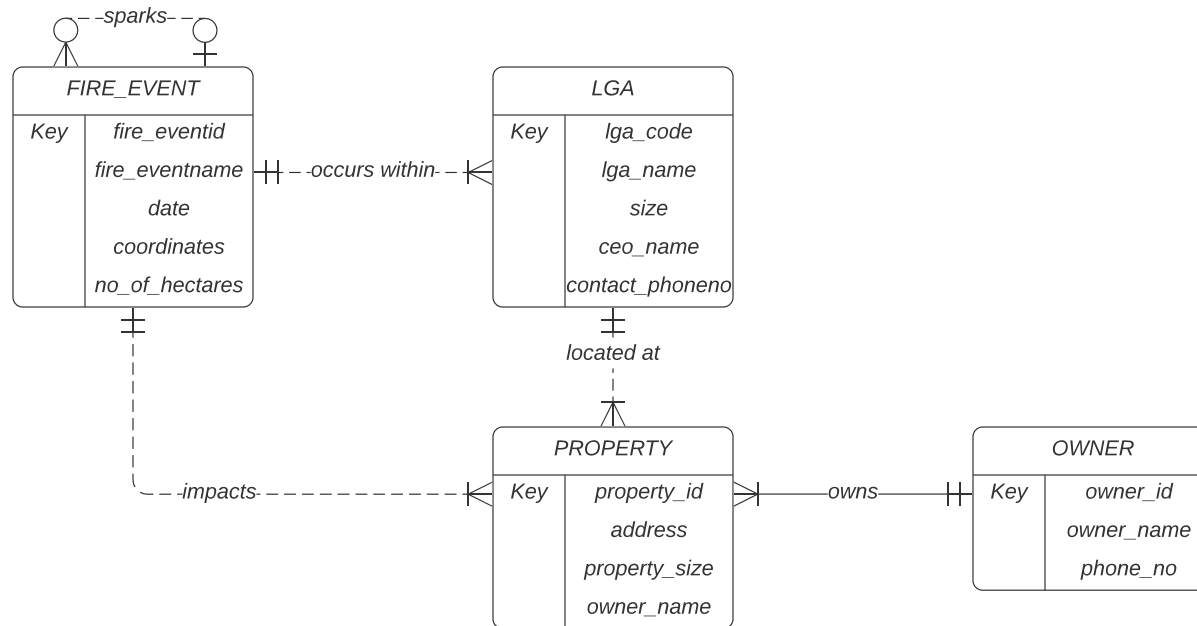 sparks
FIRE_EVENT
Key fire_eventid
fire_eventname
date
coordinates
no_of_hectares
occurs within
LGA
Key lga_code
lga_name
size
ceo_name
contact_phoneno
located at
impacts
PROPERTY
Key property_id
address
property_size
owner_name
owns
OWNER
Key owner_id
owner_name
phone_no